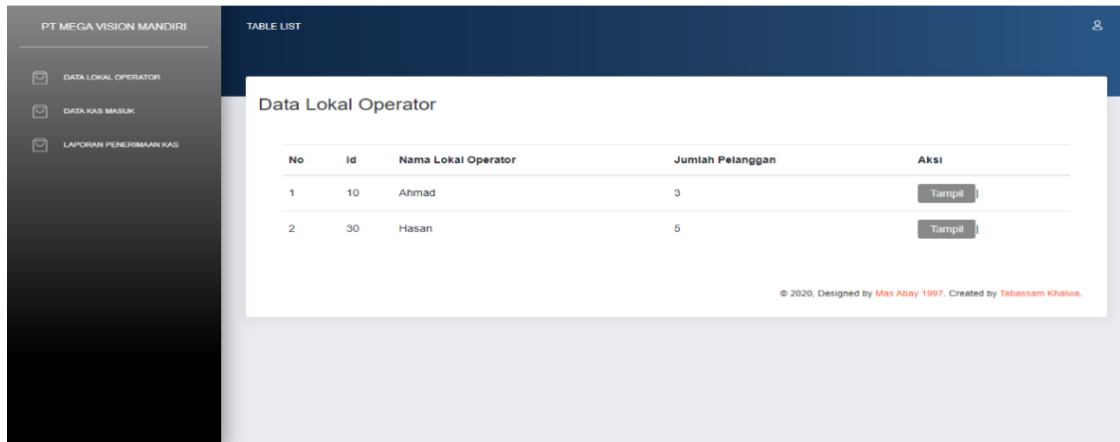 PT MEGA VISION MANDIRI
DATA LOKAL OPERATOR
DATA KAS MASUK
LAPORAN PENERIMAAN KAS
TABLE LIST
Data Lokal Operator
No Id Nama Lokal Operator Jumlah Pelanggan Aksi
1 10 Ahmad 3 Tampil |
2 30 Hasan 5 Tampil |
© 2020, Designed by Mas Abay 1997. Created by Tabassam Khalwa.